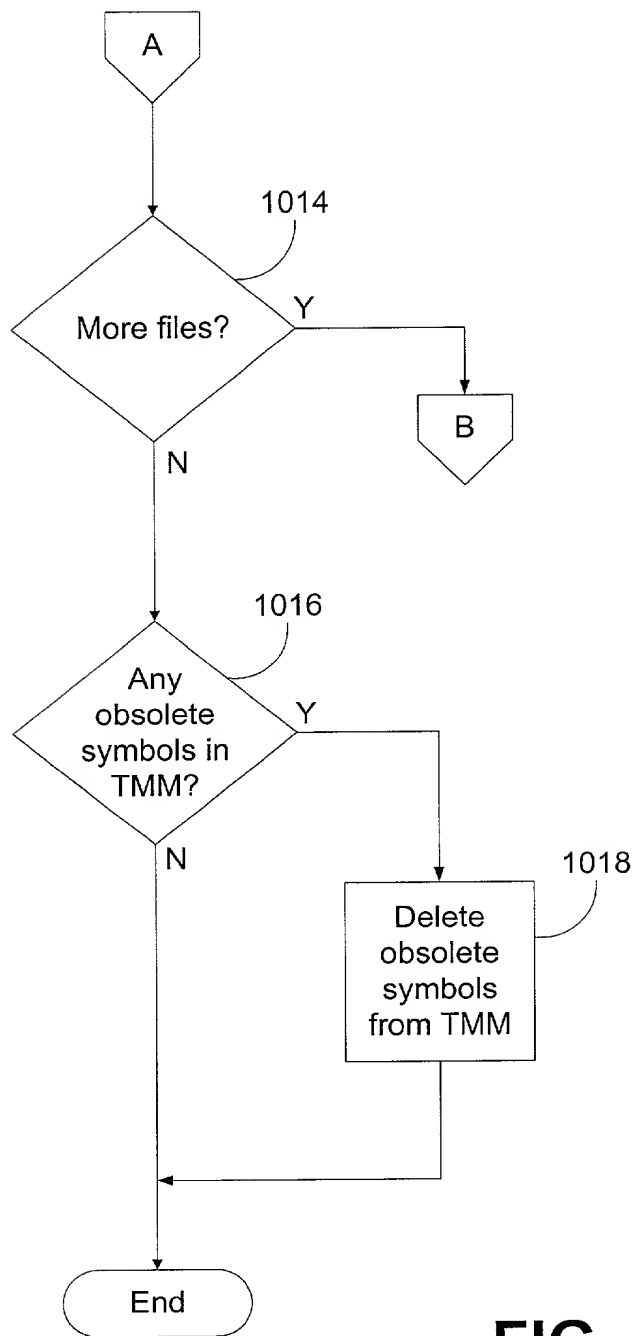 A
1014
More files?
Y
B
N
1016
Any
obsolete
symbols in
TMM?
Y
N
1018
Delete
obsolete
symbols
from TMM
End
FIG